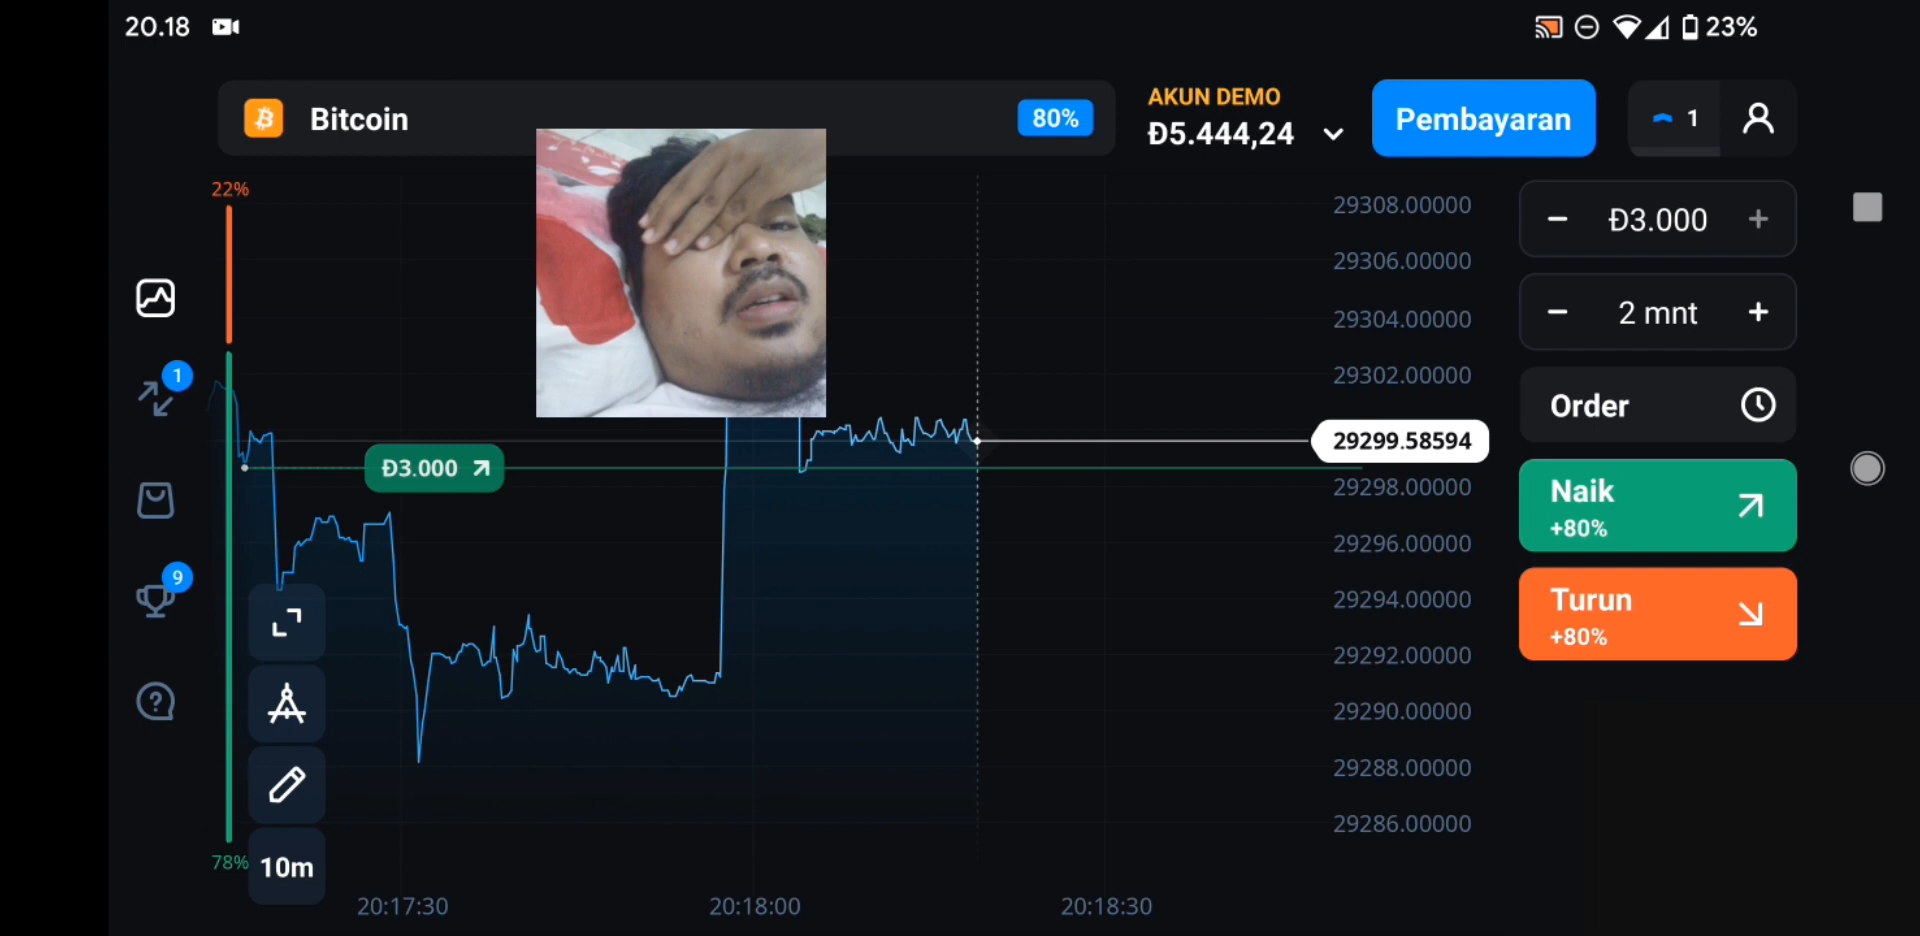 20.18
23%
Bitcoin
80%
AKUN DEMO
Đ5.444,24
Pembayaran
1
22%
29308.00000
Đ3.000
29306.00000
29304.00000
2 mnt
1
29302.00000
Order
29299.58594
Đ3.000
29298.00000
Naik
+80%
29296.00000
9
29294.00000
Turun
+80%
29292.00000
29290.00000
29288.00000
29286.00000
78%
10m
20:17:30
20:18:00
20:18:30